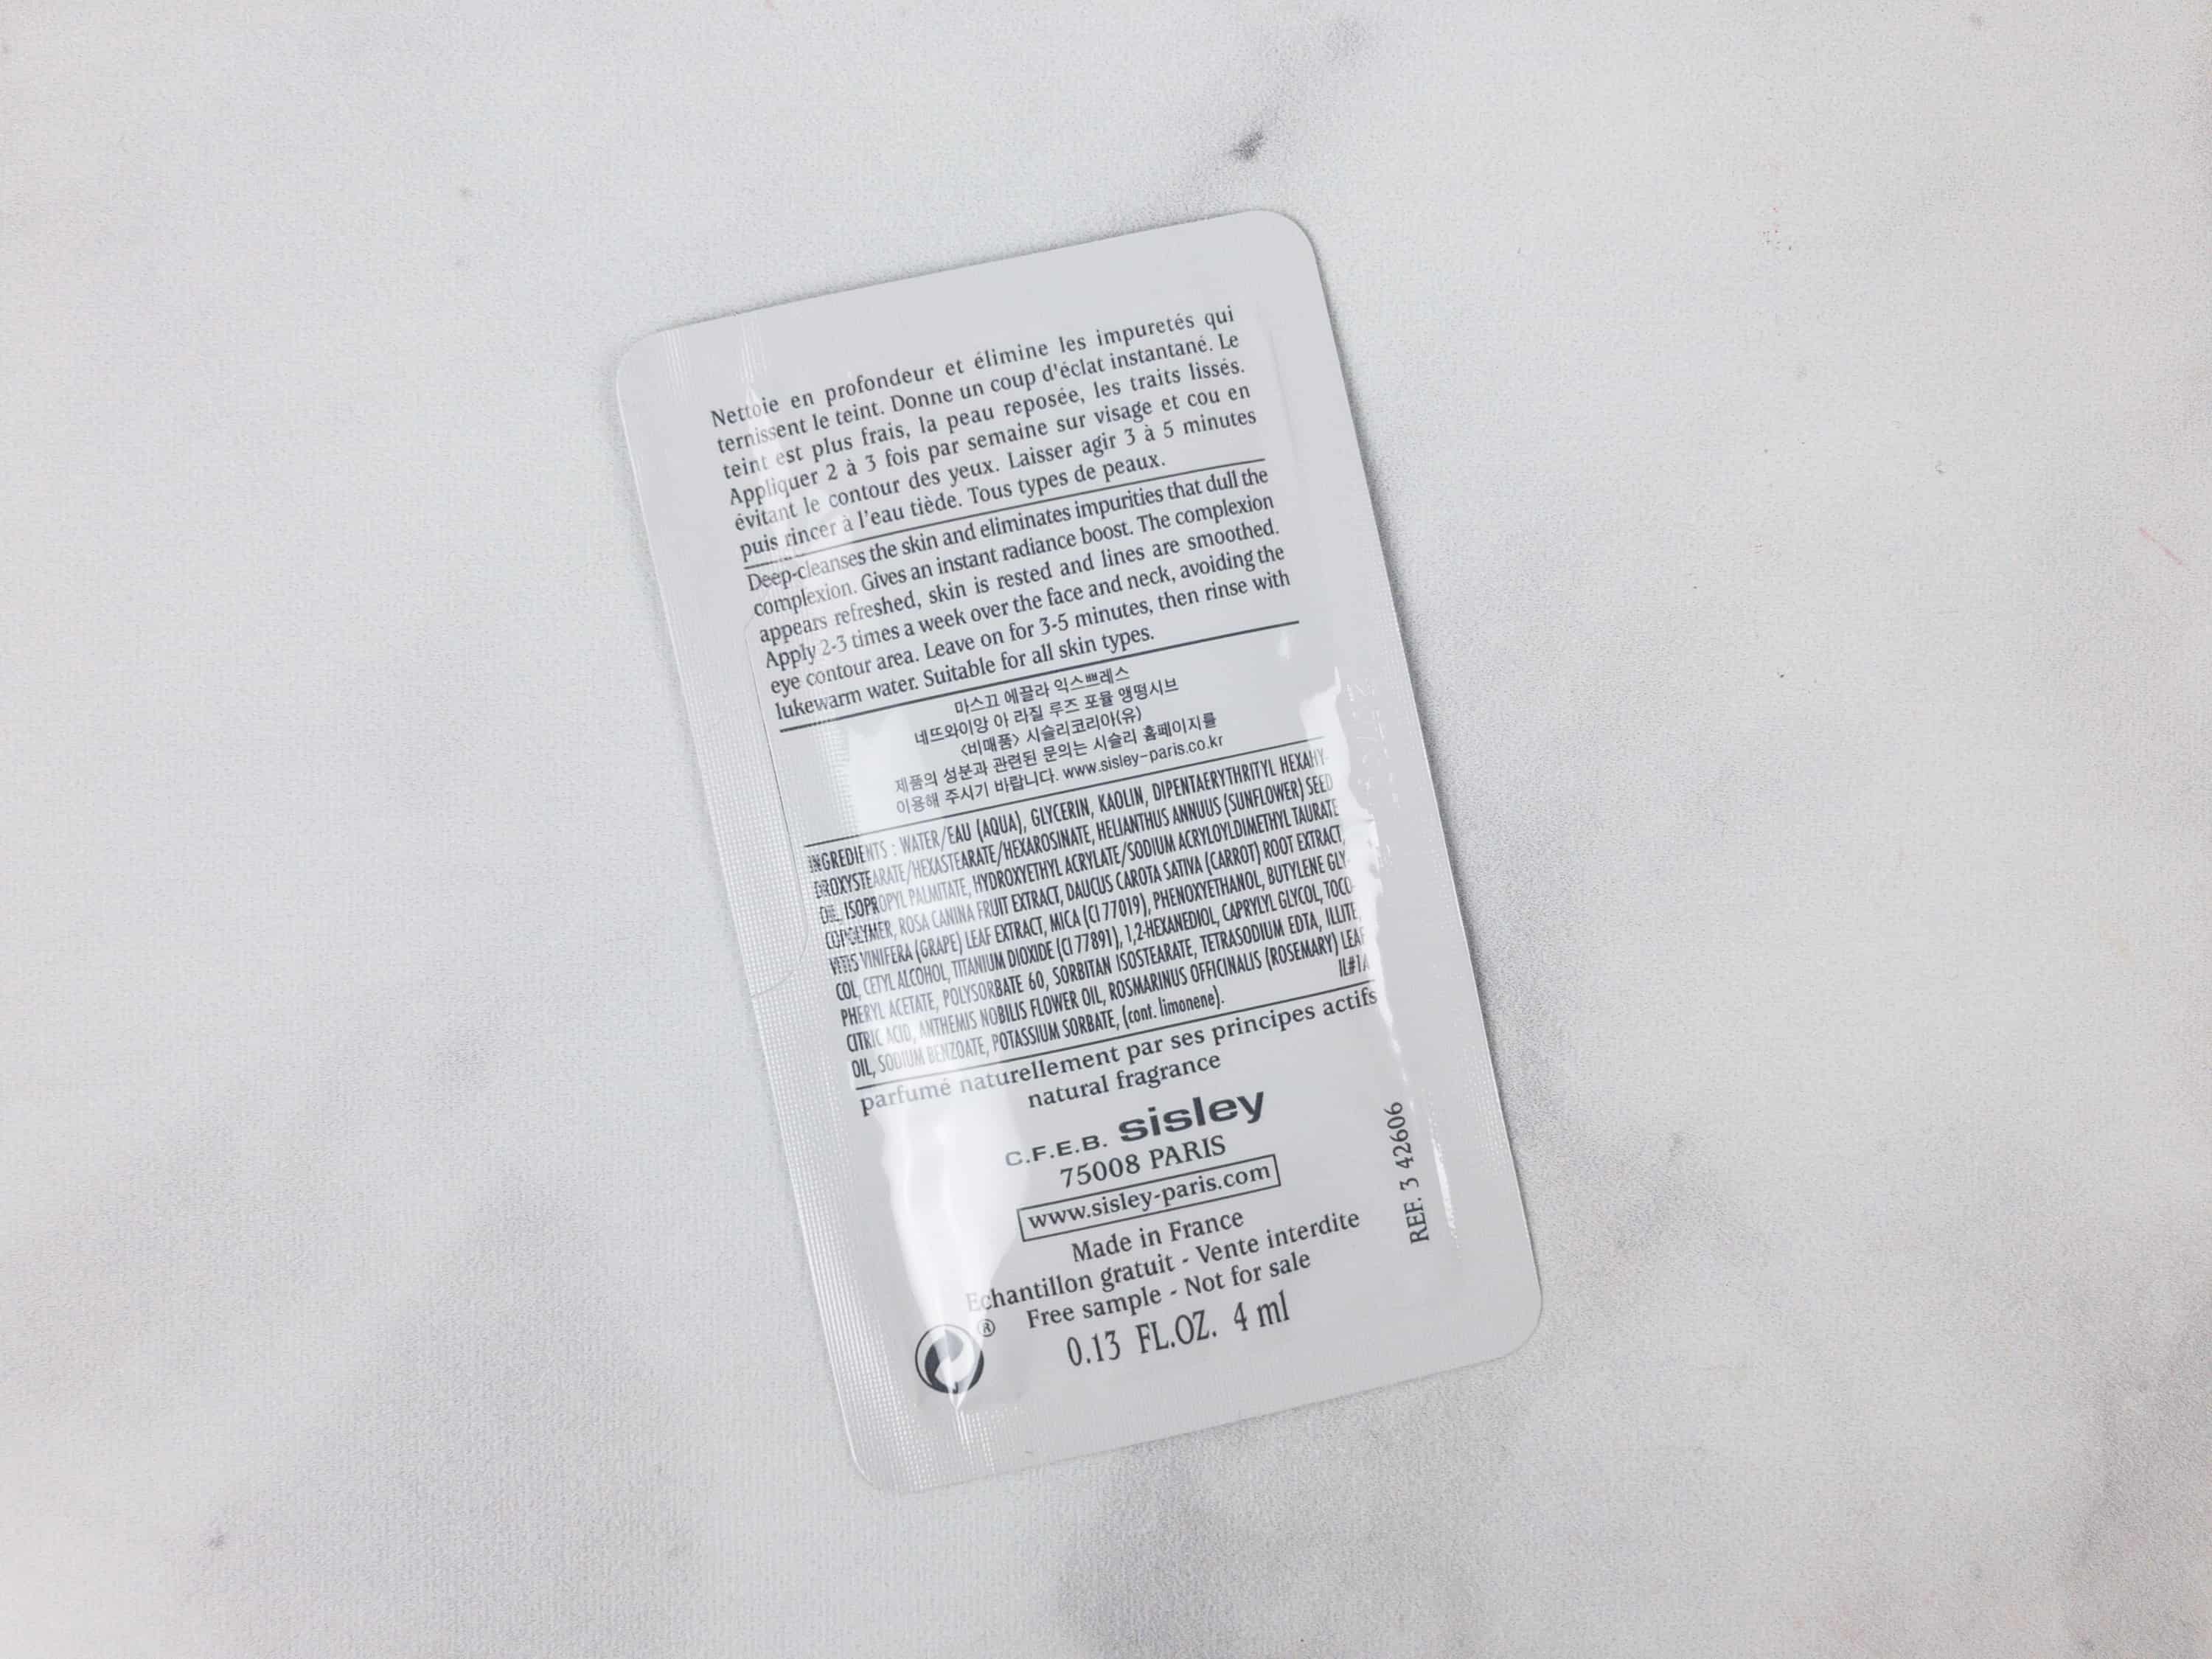 Nettoie en profondeur et élimine les impuretés qui
ternissent le teint. Donne un coup d'éclat instantané. Le
teint est plus frais, la peau reposée, les traits lissés.
Appliquer 2 à 3 fois par semaine sur visage et cou en
évitant le contour des yeux. Laisser agir 3 à 5 minutes
puis rincer à l'eau tiède. Tous types de peaux.
Deep-cleanses the skin and eliminates impurities that dull the
complexion. Gives an instant radiance boost. The complexion
appears refreshed, skin is rested and lines are smoothed.
Apply 2-3 times a week over the face and neck, avoiding the
eye contour area. Leave on for 3-5 minutes, then rinse with
lukewarm water. Suitable for all skin types.
마스끄 에끌라 익스쁘레스
네뜨와이앙 아 라질 루즈 포뮬 앵떵시브
<비매품> 시슬리코리아(유)
제품의 성분과 관련된 문의는 시슬리 홈페이지를
이용해 주시기 바랍니다. www.sisley-paris.co.kr
INGREDIENTS : WATER/EAU (AQUA), GLYCERIN, KAOLIN, DIPENTAERYTHRITYL HEXAHY-
DROXYSTEARATE/HEXASTEARATE/HEXAROSINATE, HELIANTHUS ANNUUS (SUNFLOWER) SEED
OIL, ISOPROPYL PALMITATE, HYDROXYETHYL ACRYLATE/SODIUM ACRYLOYLDIMETHYL TAURATE
COPOLYMER, ROSA CANINA FRUIT EXTRACT, DAUCUS CAROTA SATIVA (CARROT) ROOT EXTRACT,
VITIS VINIFERA (GRAPE) LEAF EXTRACT, MICA (CI 77019), PHENOXYETHANOL, BUTYLENE GLY-
COL, CETYL ALCOHOL, TITANIUM DIOXIDE (CI 77891), 1,2-HEXANEDIOL, CAPRYLYL GLYCOL, TOCO-
PHERYL ACETATE, POLYSORBATE 60, SORBITAN ISOSTEARATE, TETRASODIUM EDTA, ILLITE,
CITRIC ACID, ANTHEMIS NOBILIS FLOWER OIL, ROSMARINUS OFFICINALIS (ROSEMARY) LEAF
OIL, SODIUM BENZOATE, POTASSIUM SORBATE, (cont. limonene). IL#1A
parfumé naturellement par ses principes actifs
natural fragrance
C.F.E.B. sisley
75008 PARIS
www.sisley-paris.com
Made in France
Echantillon gratuit - Vente interdite
Free sample - Not for sale
®
0.13 FL.OZ. 4 ml
REF. 3 42606